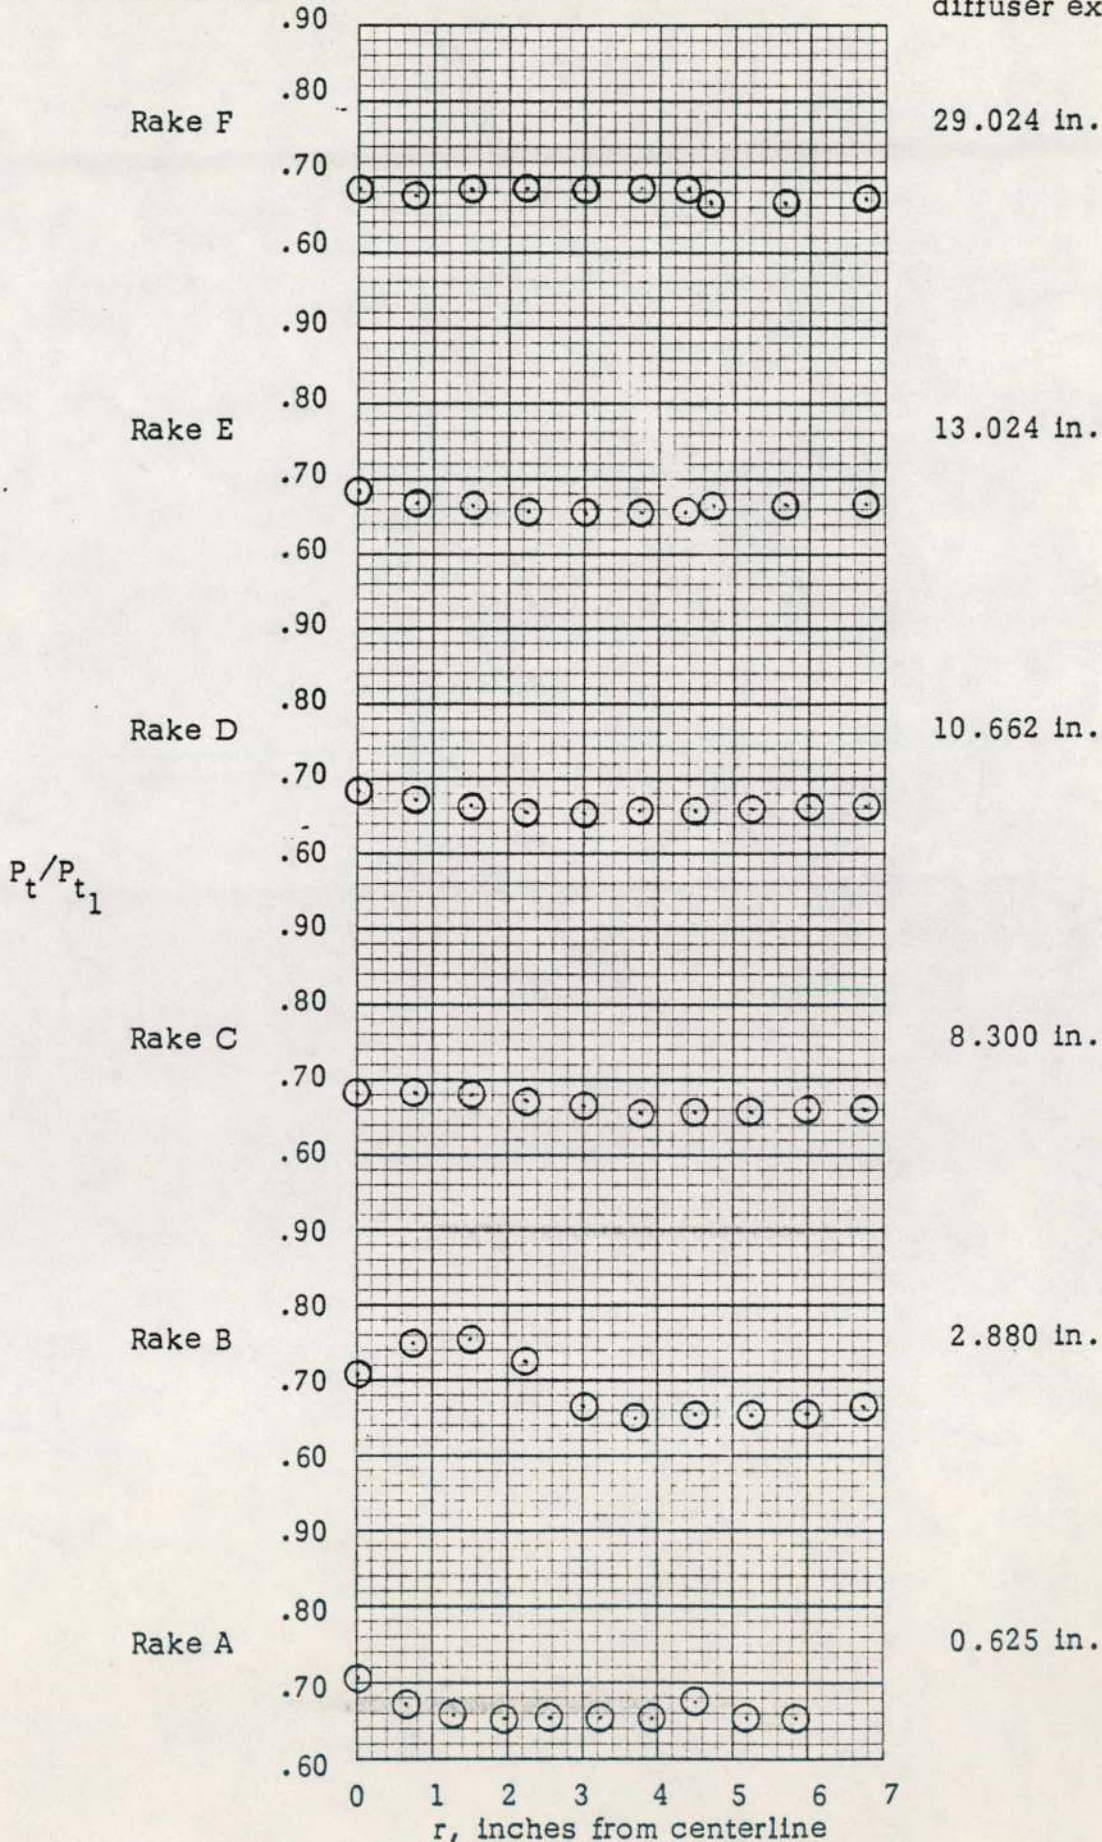 diffuser ex
.90
.80
Rake F
29.024 in.
.70
.60
.90
.80
Rake E
13.024 in.
.70
.60
.90
.80
Rake D
10.662 in.
.70
.60
Pt/Pt1
.90
.80
Rake C
8.300 in.
.70
.60
.90
.80
Rake B
2.880 in.
.70
.60
.90
.80
Rake A
0.625 in.
.70
.60
0 1 2 3 4 5 6 7
r, inches from centerline